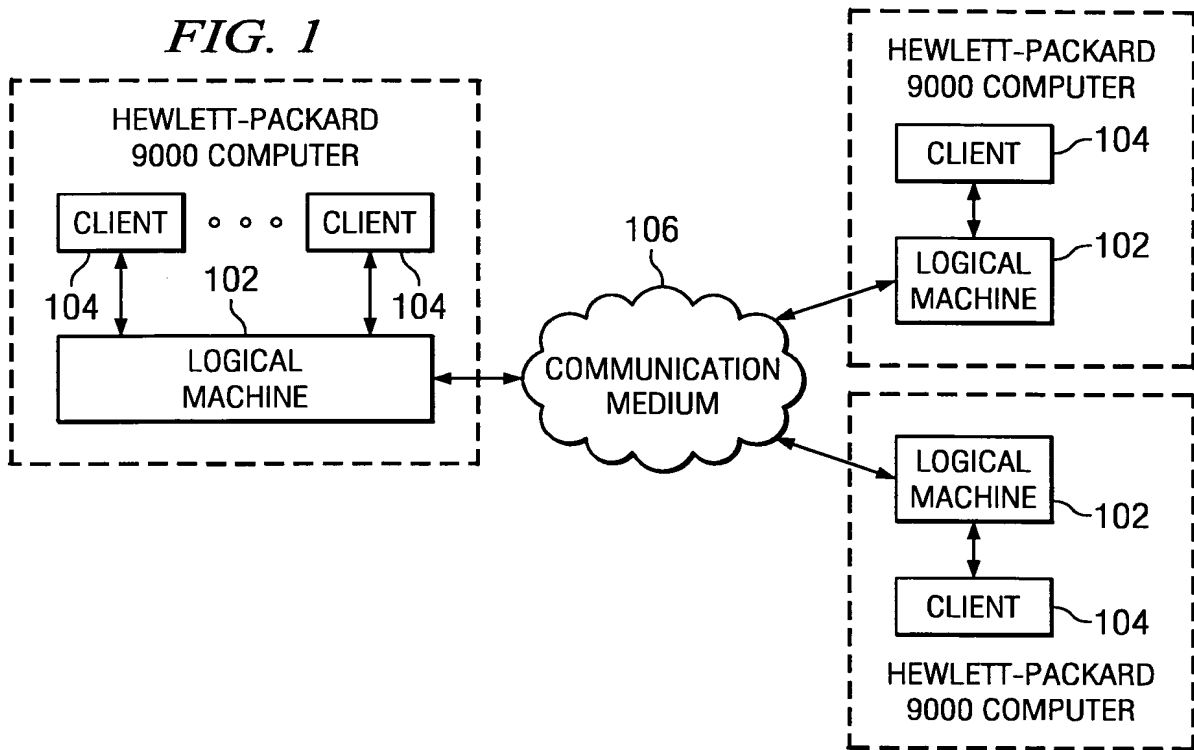 FIG. 1
HEWLETT-PACKARD
9000 COMPUTER
CLIENT
CLIENT
104
102
104
LOGICAL
MACHINE
106
COMMUNICATION
MEDIUM
HEWLETT-PACKARD
9000 COMPUTER
CLIENT
104
LOGICAL
MACHINE
102
LOGICAL
MACHINE
102
CLIENT
104
HEWLETT-PACKARD
9000 COMPUTER